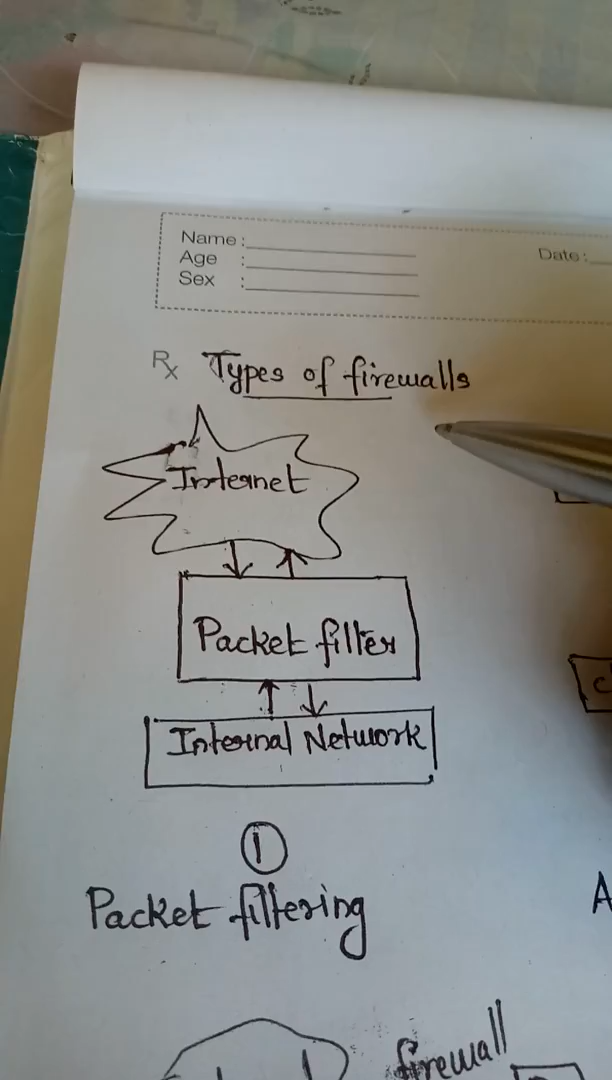 Name:
Date:
Age :
Sex :
Rx Types of firewalls
Internet
Packet filter
Internal Network
1
Packet filtering
A
firewall